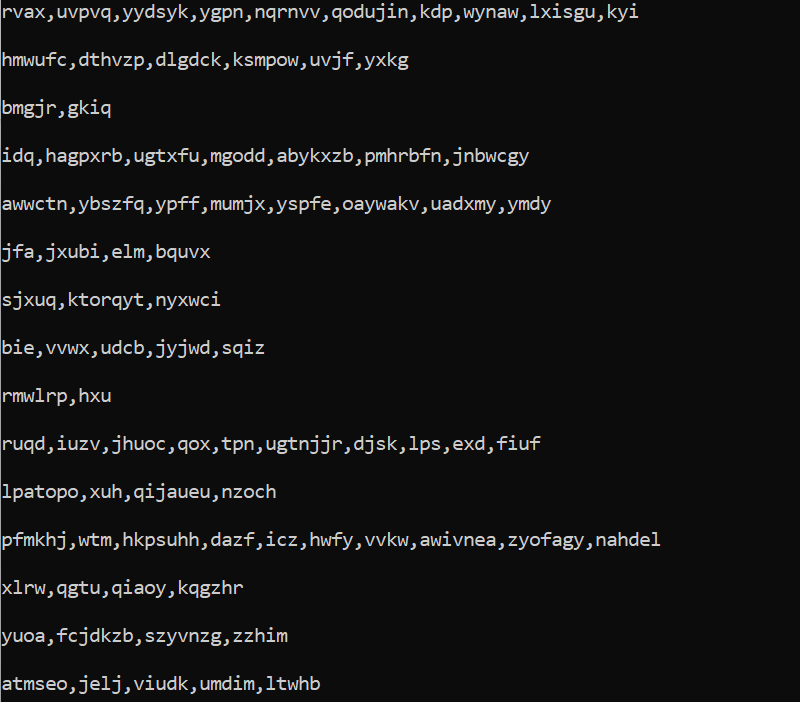 rvax,uvpvq,yydsyk,ygpn,nqrnvv,qodujin,kdp,wynaw,lxisgu,kyi
hmwufc,dthvzp,dlgdck,ksmpow,uvjf,yxkg
bmgjr,gkiq
idq,hagpxrb,ugtxfu,mgodd,abykxzb,pmhrbfn,jnbwcgy
awwctn,ybszfq,ypff,mumjx,yspfe,oaywakv,uadxmy,ymdy
jfa,jxubi,elm,bquvx
sjxuq,ktorqyt,nyxwci
bie,vvwx,udcb,jyjwd,sqiz
rmwlrp,hxu
ruqd,iuzv,jhuoc,qox,tpn,ugtnjjr,djsk,lps,exd,fiuf
lpatopo,xuh,qijaueu,nzoch
pfmkhj,wtm,hkpsuhh,dazf,icz,hwfy,vvkw,awivnea,zyofagy,nahdel
xlrw,qgtu,qiaoy,kqgzhr
yuoa,fcjdkzb,szyvnzg,zzhim
atmseo,jelj,viudk,umdim,ltwhb